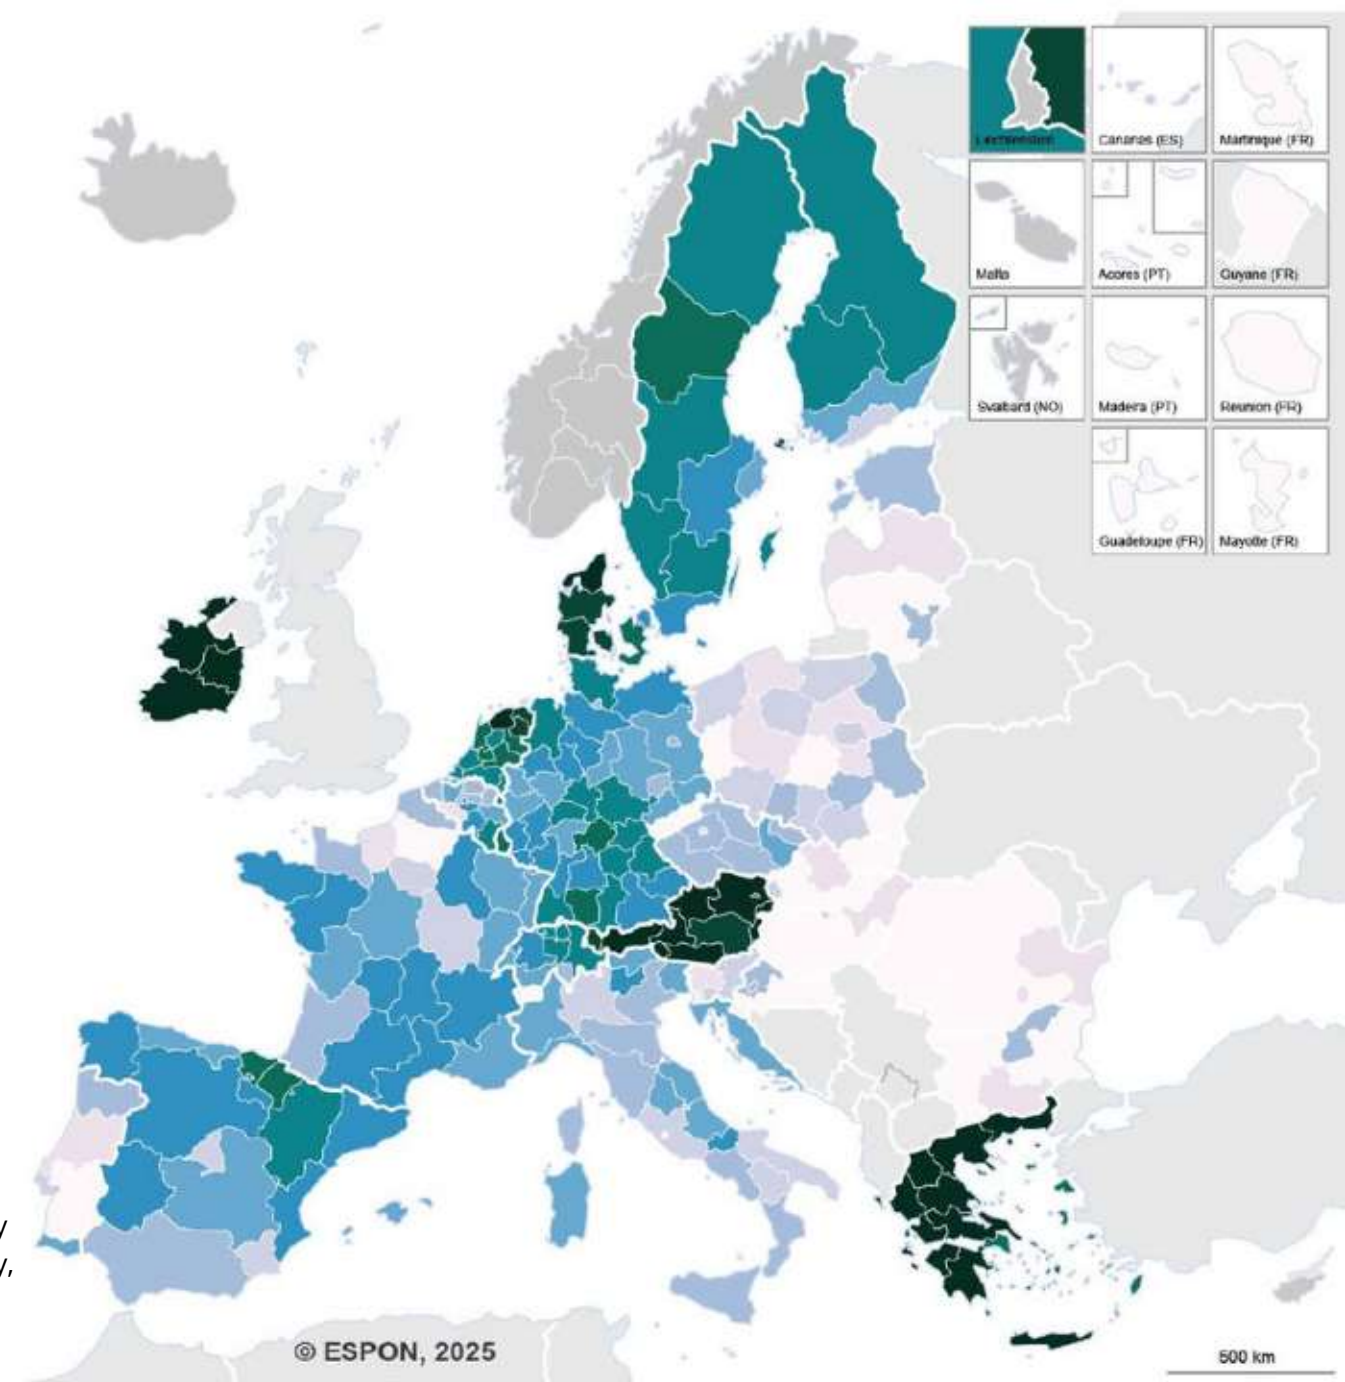 Liechtenstein
Canarias (ES)
Martinique (FR)
Malta
Acores (PT)
Guyane (FR)
Svalbard (NO)
Madeira (PT)
Reunion (FR)
Guadeloupe (FR)
Mayotte (FR)
y
y,
© ESPON, 2025
500 km